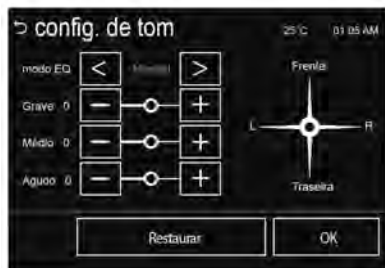 config. de tom
25°C 01:05 AM
modo EQ < > Frente
Grave 0 - +
L R
Médio 0 - +
Agudo 0 - +
Traseira
Restaurar OK